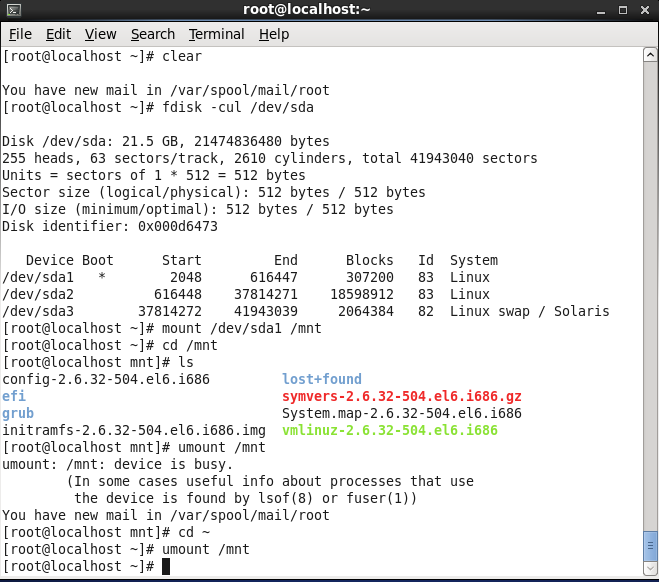 root@localhost:~
File Edit View Search Terminal Help
[root@localhost ~]# clear

You have new mail in /var/spool/mail/root
[root@localhost ~]# fdisk -cul /dev/sda

Disk /dev/sda: 21.5 GB, 21474836480 bytes
255 heads, 63 sectors/track, 2610 cylinders, total 41943040 sectors
Units = sectors of 1 * 512 = 512 bytes
Sector size (logical/physical): 512 bytes / 512 bytes
I/O size (minimum/optimal): 512 bytes / 512 bytes
Disk identifier: 0x000d6473

   Device Boot      Start         End      Blocks   Id  System
/dev/sda1   *        2048      616447      307200   83  Linux
/dev/sda2          616448    37814271    18598912   83  Linux
/dev/sda3        37814272    41943039     2064384   82  Linux swap / Solaris
[root@localhost ~]# mount /dev/sda1 /mnt
[root@localhost ~]# cd /mnt
[root@localhost mnt]# ls
config-2.6.32-504.el6.i686         lost+found
efi                                symvers-2.6.32-504.el6.i686.gz
grub                               System.map-2.6.32-504.el6.i686
initramfs-2.6.32-504.el6.i686.img  vmlinuz-2.6.32-504.el6.i686
[root@localhost mnt]# umount /mnt
umount: /mnt: device is busy.
        (In some cases useful info about processes that use
         the device is found by lsof(8) or fuser(1))
You have new mail in /var/spool/mail/root
[root@localhost mnt]# cd ~
[root@localhost ~]# umount /mnt
[root@localhost ~]#